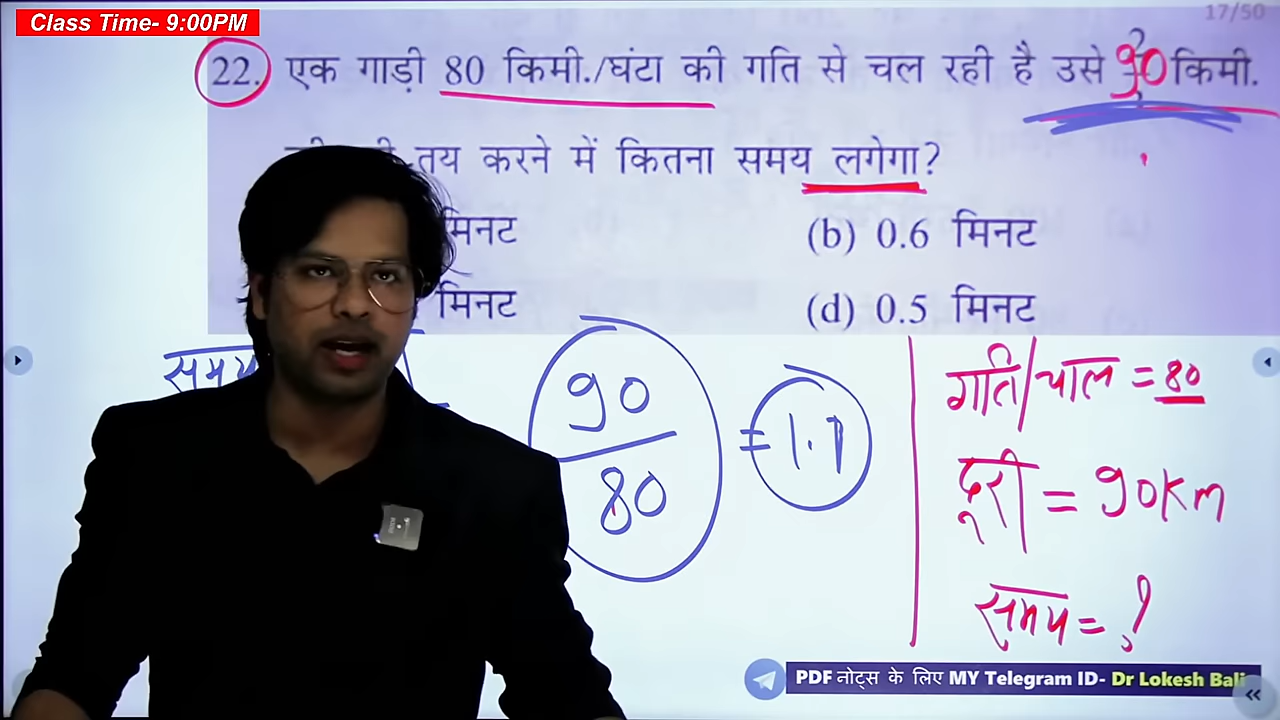 Class Time- 9:00PM
17/50
22. एक गाड़ी 80 किमी./घंटा की गति से चल रही है उसे 90 किमी.
तय करने में कितना समय लगेगा?
मिनट (b) 0.6 मिनट
मिनट (d) 0.5 मिनट
समय
90
80
= 1.1
गति/चाल = 80
दूरी = 90km
समय = ?
PDF नोट्स के लिए MY Telegram ID- Dr Lokesh Bali